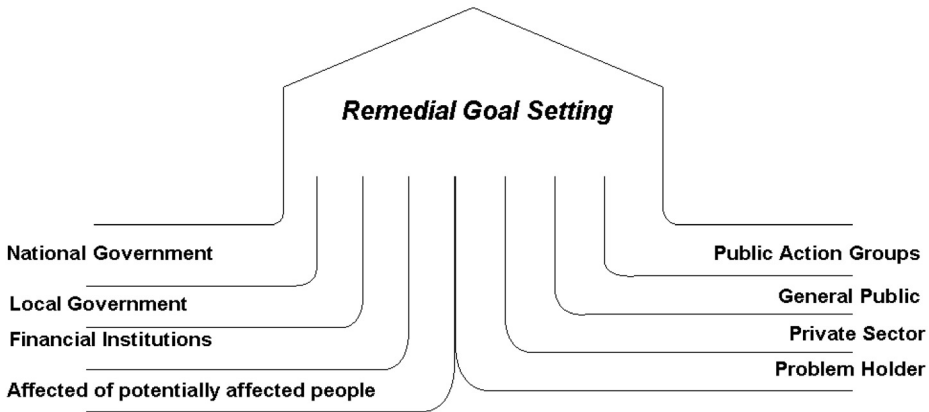 Remedial Goal Setting
National Government
Local Government
Financial Institutions
Affected of potentially affected people
Public Action Groups
General Public
Private Sector
Problem Holder